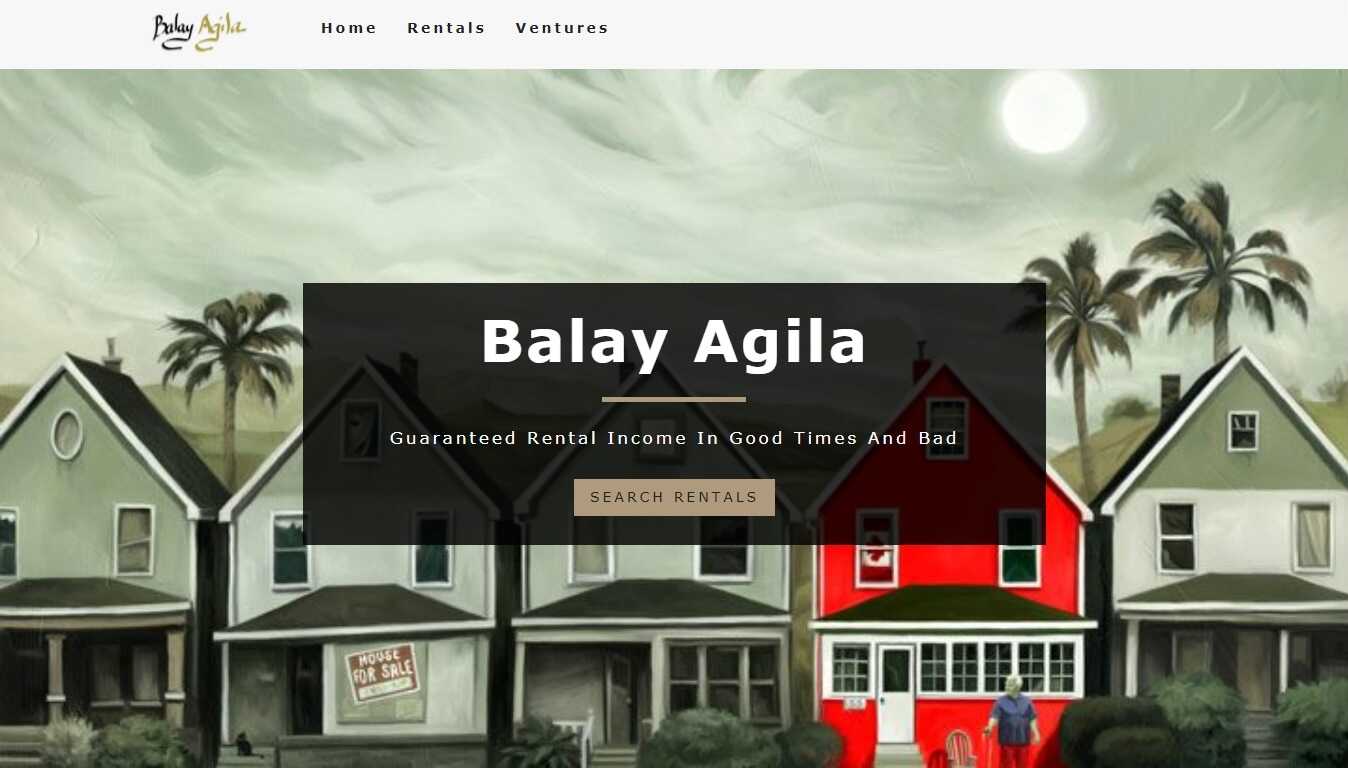 Balay Agila
Home Rentals Ventures
Balay Agila
Guaranteed Rental Income In Good Times And Bad
SEARCH RENTALS
HOUSE
FOR SALE